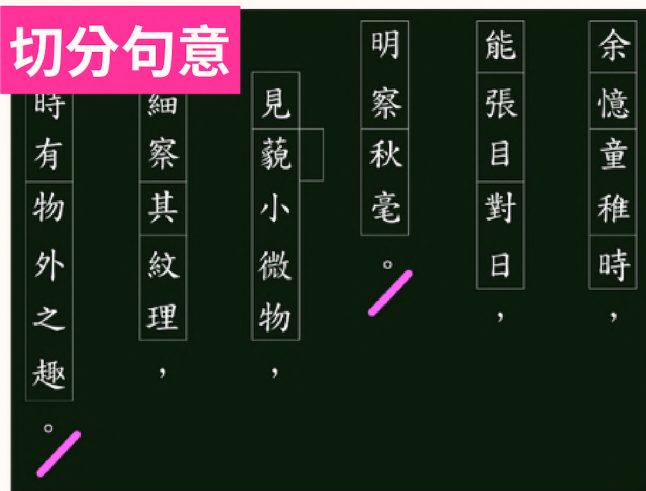 切分句意
余憶童稚時，
能張目對日，
明察秋毫。
見藐小微物，
細察其紋理，
時有物外之趣。